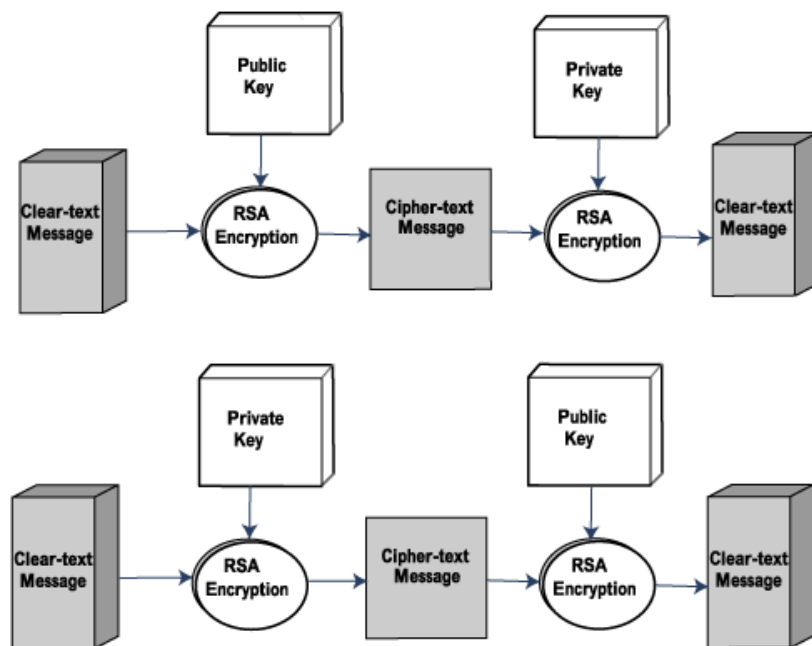 Public
Key
Private
Key
Clear-text
Message
RSA
Encryption
Cipher-text
Message
RSA
Encryption
Clear-text
Message
Private
Key
Public
Key
Clear-text
Message
RSA
Encryption
Cipher-text
Message
RSA
Encryption
Clear-text
Message